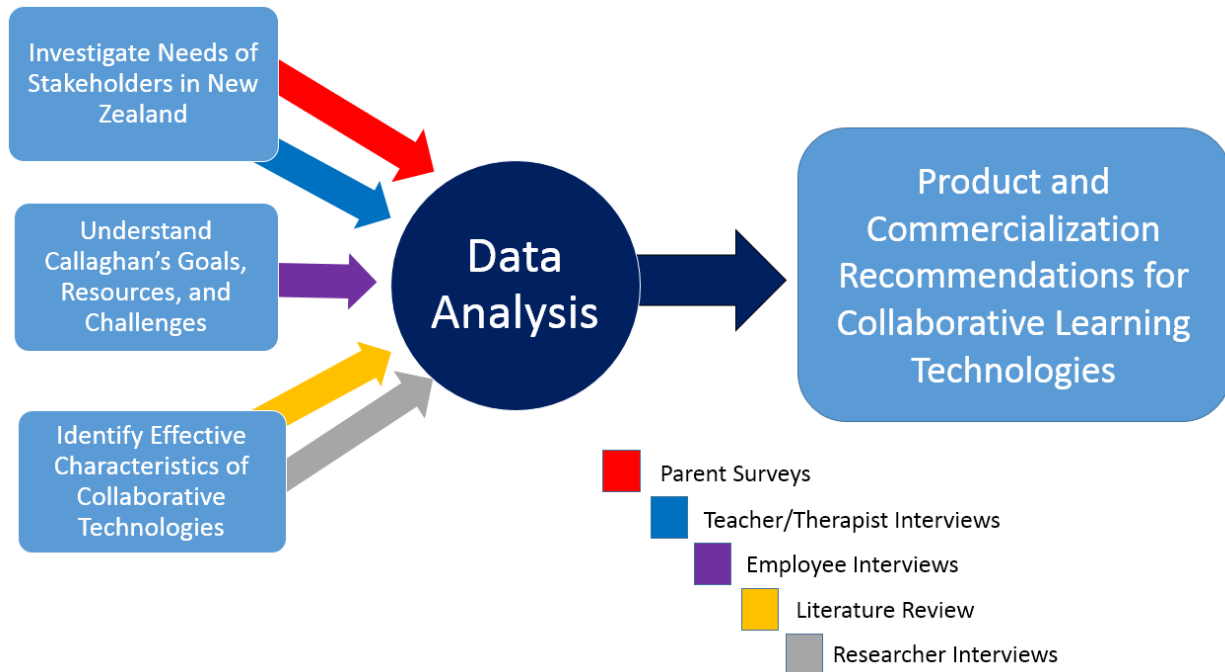 Investigate Needs of
Stakeholders in New
Zealand
Understand
Callaghan’s Goals,
Resources, and
Challenges
Identify Effective
Characteristics of
Collaborative
Technologies
Data
Analysis
Product and
Commercialization
Recommendations for
Collaborative Learning
Technologies
Parent Surveys
Teacher/Therapist Interviews
Employee Interviews
Literature Review
Researcher Interviews